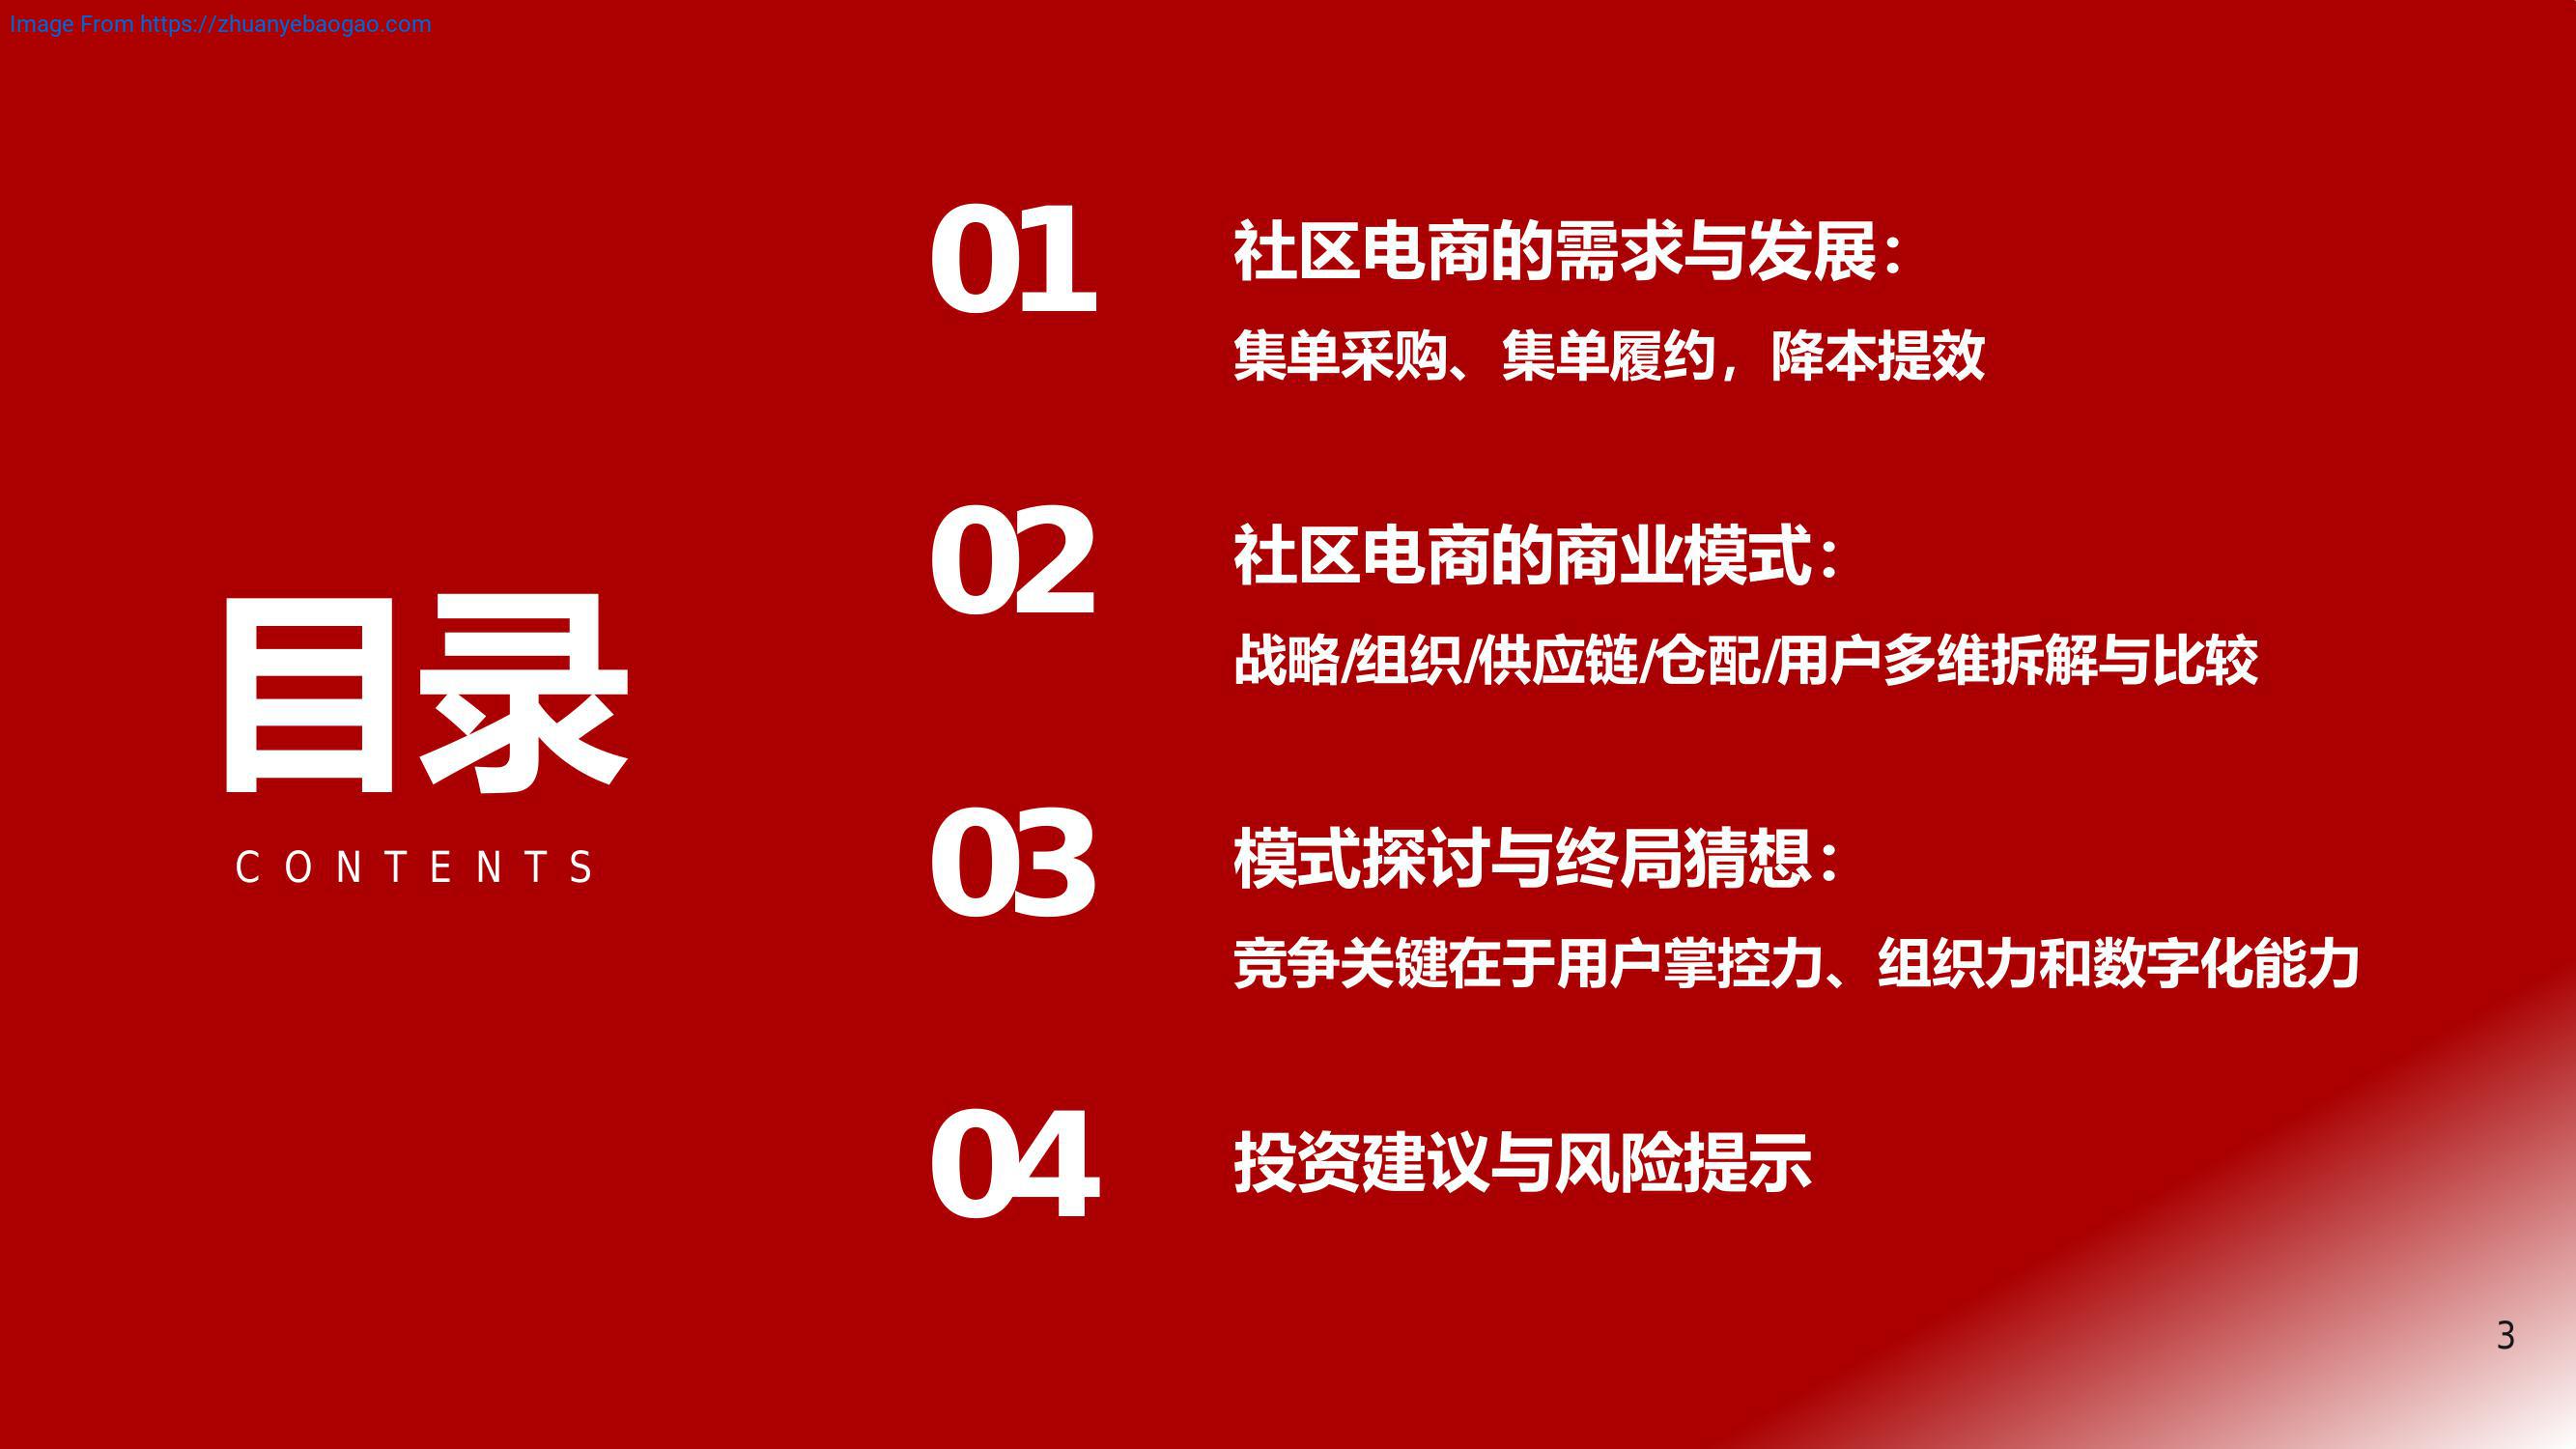 Image From https://zhuanyebaogao.com
目录
CONTENTS
01
社区电商的需求与发展：
集单采购、集单履约，降本提效
02
社区电商的商业模式：
战略/组织/供应链/仓配/用户多维拆解与比较
03
模式探讨与终局猜想：
竞争关键在于用户掌控力、组织力和数字化能力
04
投资建议与风险提示
3